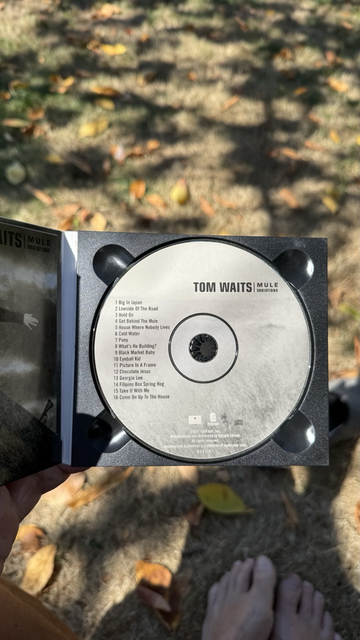 AITS MULE
VARIATIONS
TOM WAITS MULE
VARIATIONS
1 Big In Japan
2 Lowside Of The Road
3 Hold On
4 Get Behind The Mule
5 House Where Nobody Lives
6 Cold Water
7 Pony
8 What's He Building?
9 Black Market Baby
10 Eyeball Kid
11 Picture In A Frame
12 Chocolate Jesus
13 Georgia Lee
14 Filipino Box Spring Hog
15 Take It With Me
16 Come On Up To The House